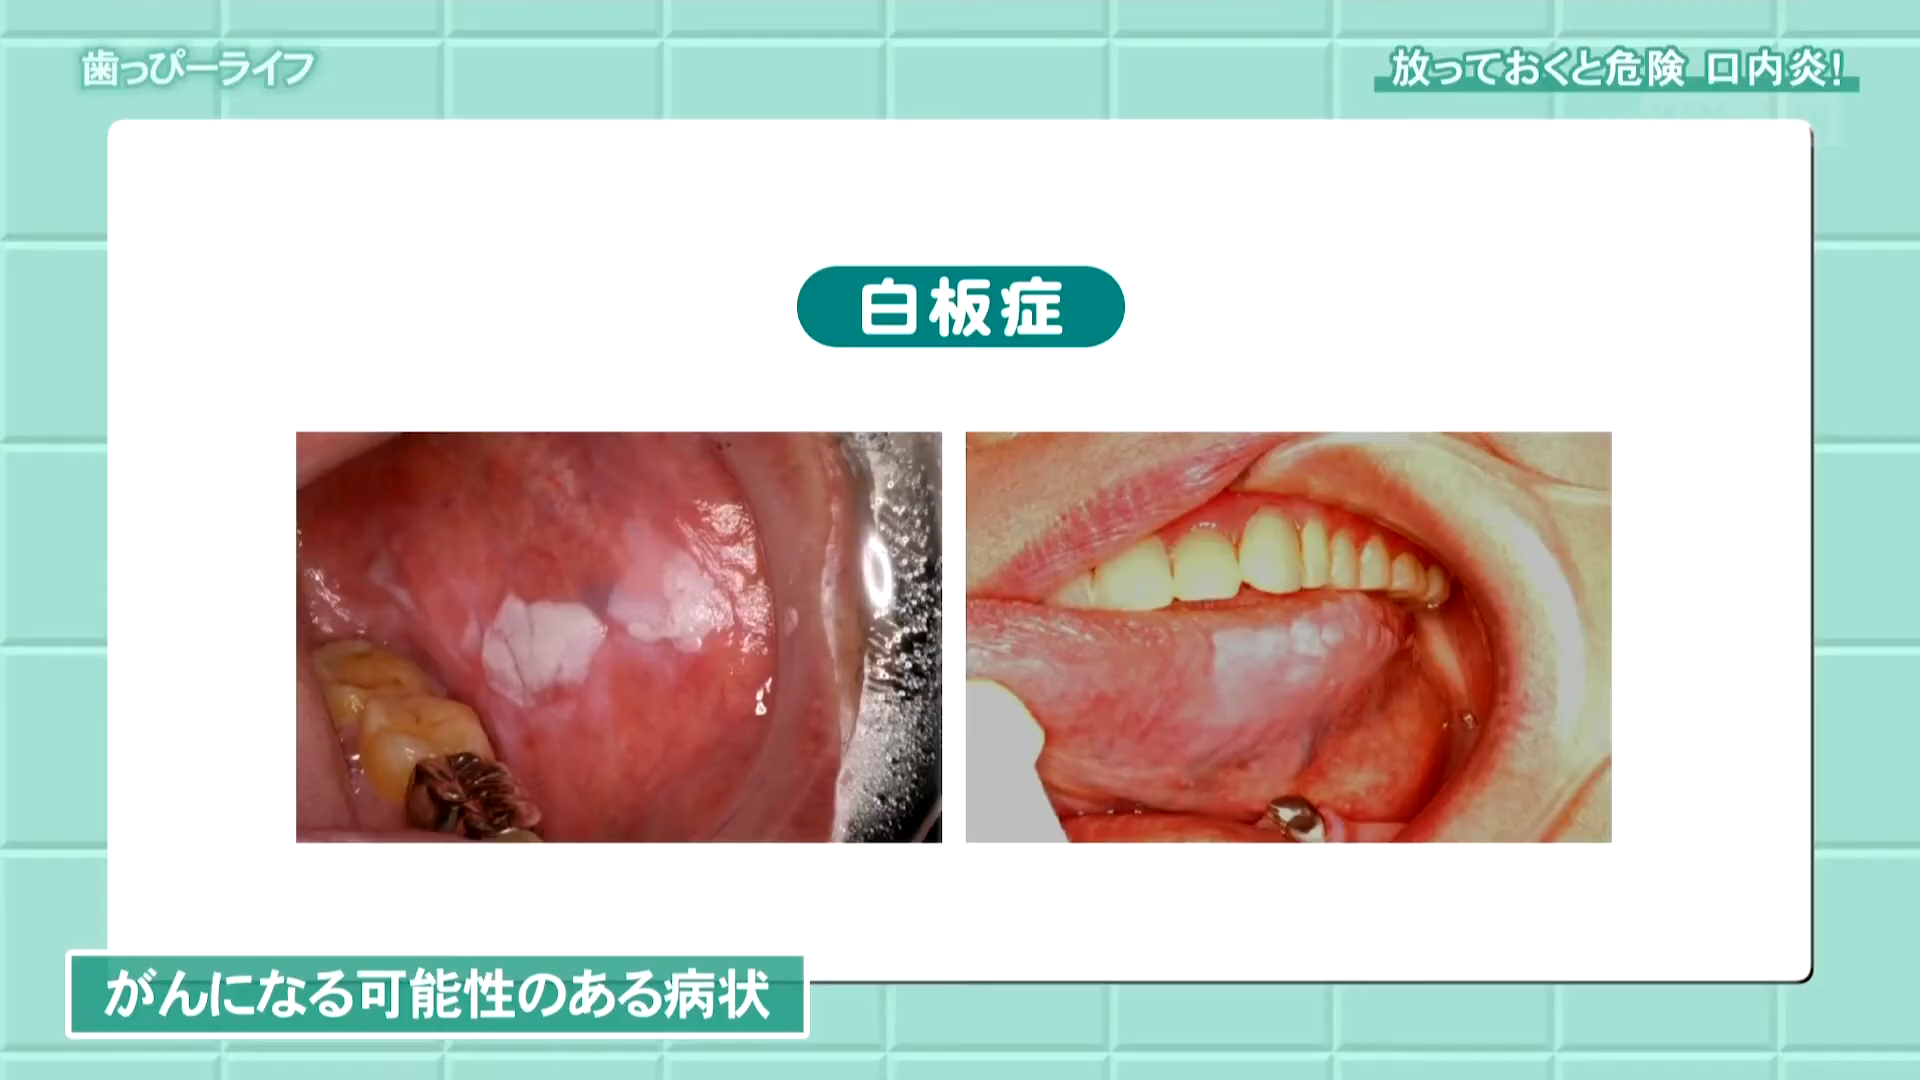 歯っぴーライフ
放っておくと危険 口内炎!
白板症
がんになる可能性のある病状